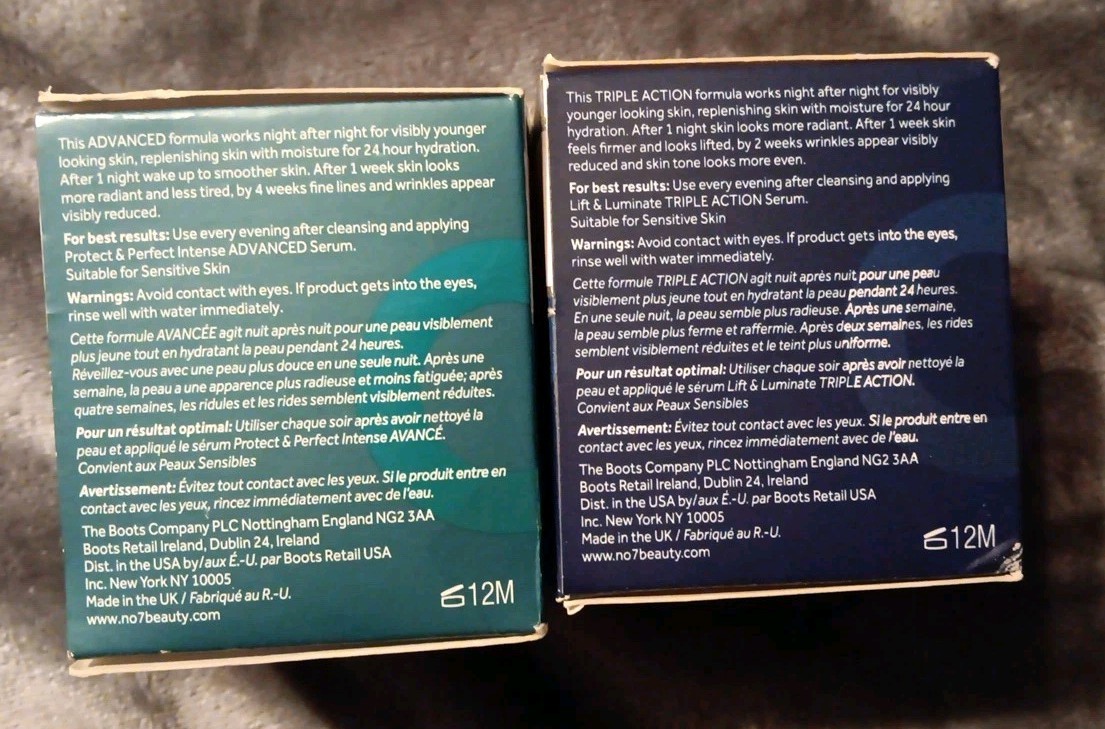 This ADVANCED formula works night after night for visibly younger
looking skin, replenishing skin with moisture for 24 hour hydration.
After 1 night wake up to smoother skin. After 1 week skin looks
more radiant and less tired, by 4 weeks fine lines and wrinkles appear
visibly reduced.
For best results: Use every evening after cleansing and applying
Protect & Perfect Intense ADVANCED Serum.
Suitable for Sensitive Skin
Warnings: Avoid contact with eyes. If product gets into the eyes,
rinse well with water immediately.
Cette formule AVANCÉE agit nuit après nuit pour une peau visiblement
plus jeune tout en hydratant la peau pendant 24 heures.
Réveillez-vous avec une peau plus douce en une seule nuit. Après une
semaine, la peau a une apparence plus radieuse et moins fatiguée; après
quatre semaines, les ridules et les rides semblent visiblement réduites.
Pour un résultat optimal: Utiliser chaque soir après avoir nettoyé la
peau et appliqué le sérum Protect & Perfect Intense AVANCÉ.
Convient aux Peaux Sensibles
Avertissement: Évitez tout contact avec les yeux. Si le produit entre en
contact avec les yeux, rincez immédiatement avec de l'eau.
The Boots Company PLC Nottingham England NG2 3AA
Boots Retail Ireland, Dublin 24, Ireland
Dist. in the USA by/aux É.-U. par Boots Retail USA
Inc. New York NY 10005
Made in the UK / Fabriqué au R.-U.
www.no7beauty.com
12M
This TRIPLE ACTION formula works night after night for visibly
younger looking skin, replenishing skin with moisture for 24 hour
hydration. After 1 night skin looks more radiant. After 1 week skin
feels firmer and looks lifted, by 2 weeks wrinkles appear visibly
reduced and skin tone looks more even.
For best results: Use every evening after cleansing and applying
Lift & Luminate TRIPLE ACTION Serum.
Suitable for Sensitive Skin
Warnings: Avoid contact with eyes. If product gets into the eyes,
rinse well with water immediately.
Cette formule TRIPLE ACTION agit nuit après nuit pour une peau
visiblement plus jeune tout en hydratant la peau pendant 24 heures.
En une seule nuit, la peau semble plus radieuse. Après une semaine,
la peau semble plus ferme et raffermie. Après deux semaines, les rides
semblent visiblement réduites et le teint plus uniforme.
Pour un résultat optimal: Utiliser chaque soir après avoir nettoyé la
peau et appliqué le sérum Lift & Luminate TRIPLE ACTION.
Convient aux Peaux Sensibles
Avertissement: Évitez tout contact avec les yeux. Si le produit entre en
contact avec les yeux, rincez immédiatement avec de l'eau.
The Boots Company PLC Nottingham England NG2 3AA
Boots Retail Ireland, Dublin 24, Ireland
Dist. in the USA by/aux É.-U. par Boots Retail USA
Inc. New York NY 10005
Made in the UK / Fabriqué au R.-U.
www.no7beauty.com
12M